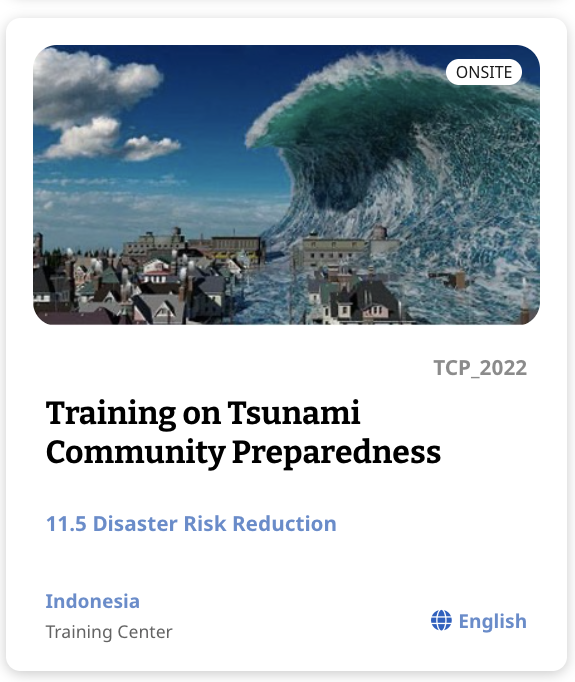 ONSITE
TCP_2022
Training on Tsunami
Community Preparedness
11.5 Disaster Risk Reduction
Indonesia
Training Center
English